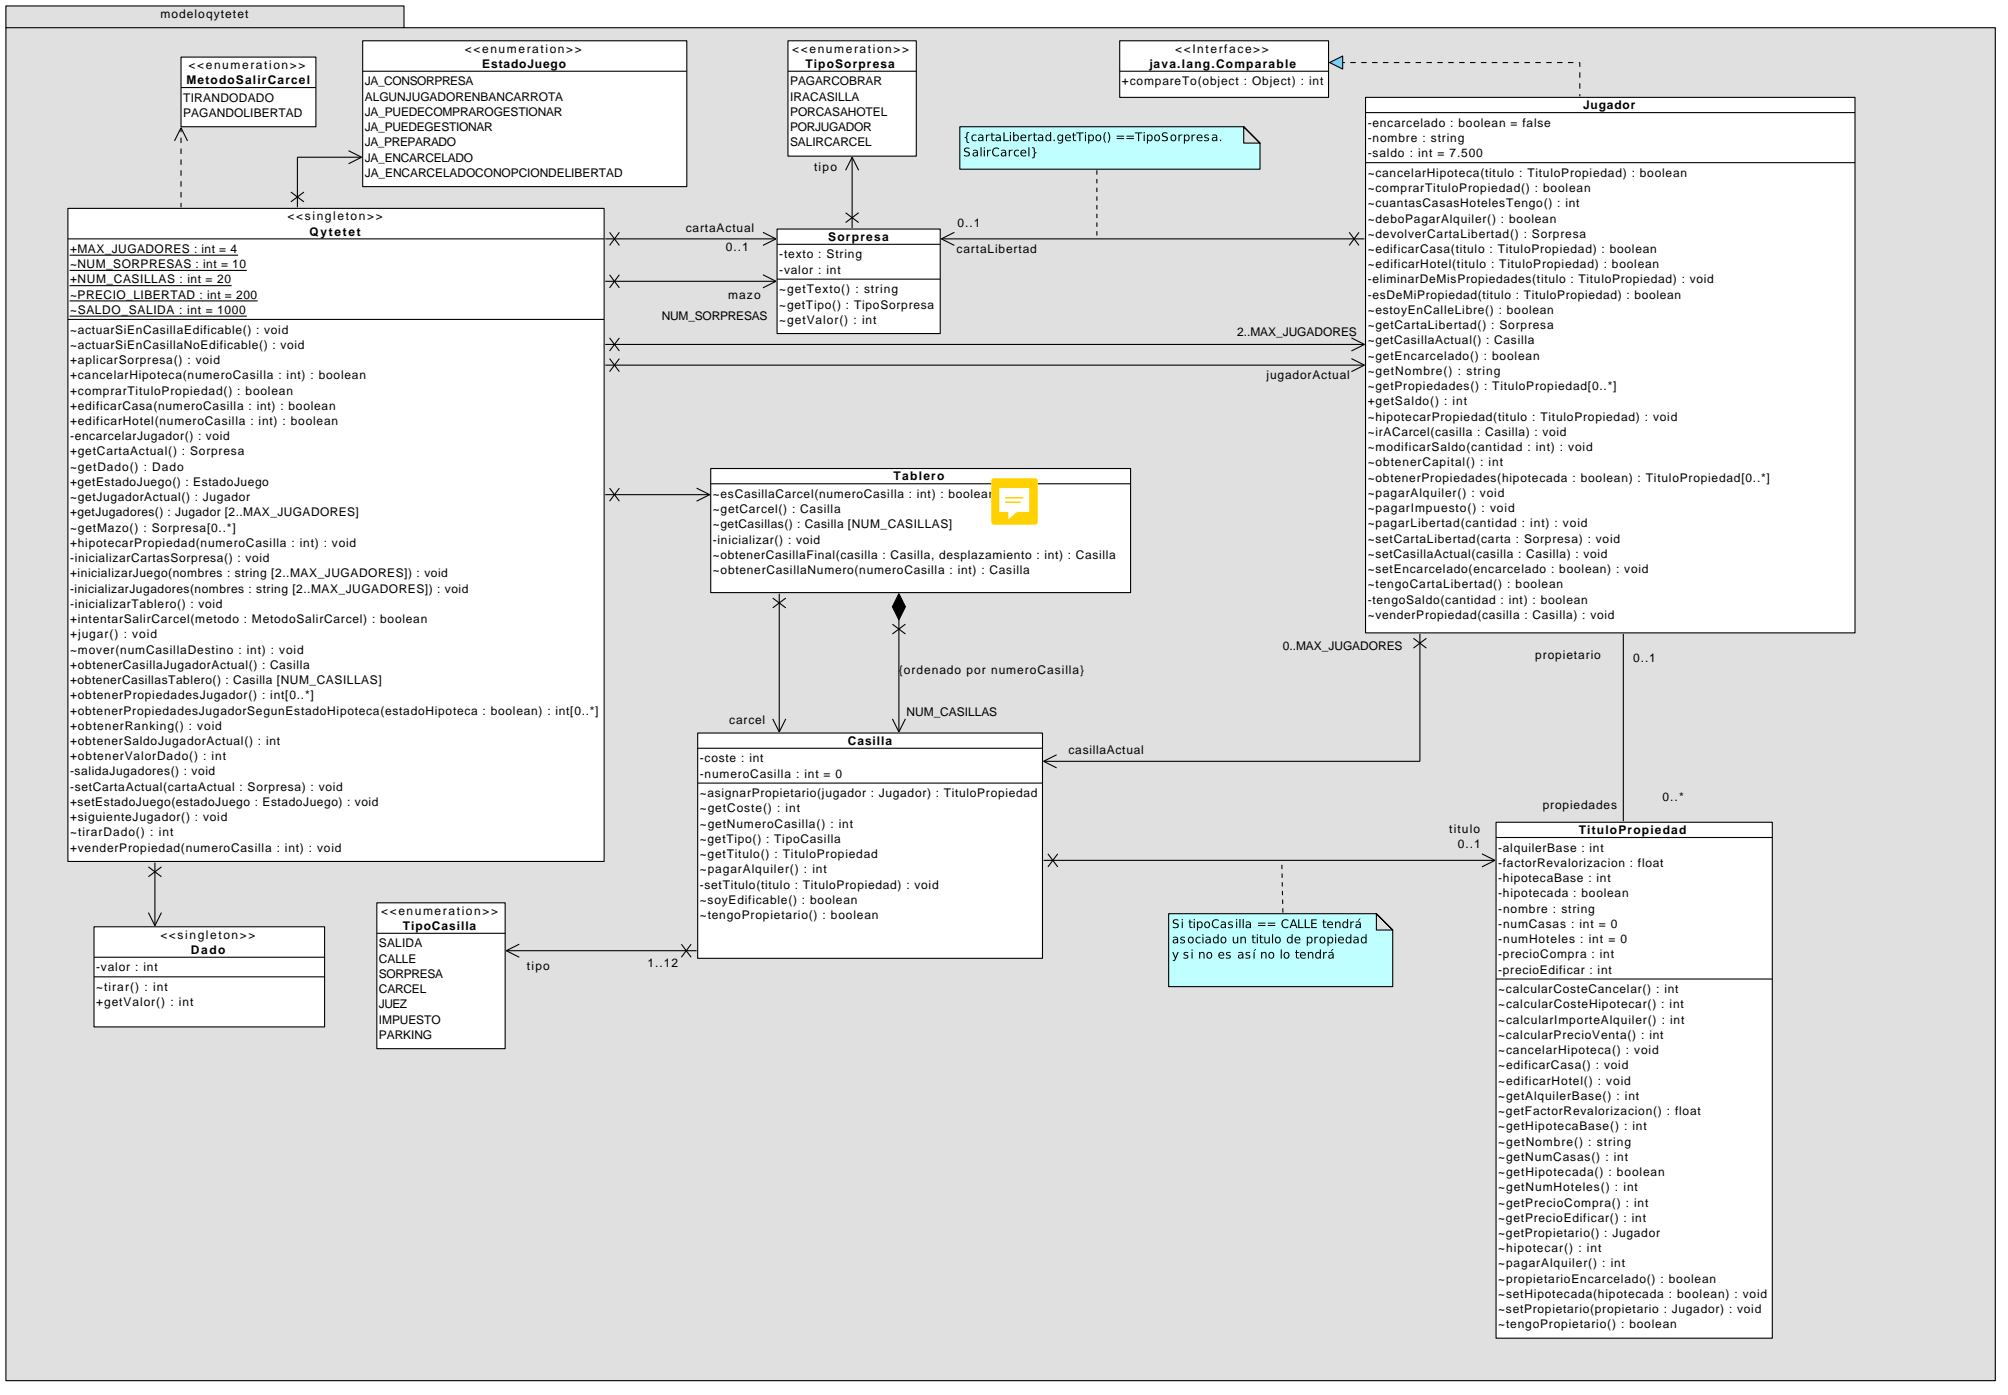 modeloqytetet
<<enumeration>>
MetodoSalirCarcel
TIRANDODADO
PAGANDOLIBERTAD
<<enumeration>>
EstadoJuego
JA_CONSORPRESA
ALGUNJUGADORENBANCARROTA
JA_PUEDECOMPRAROGESTIONAR
JA_PUEDEGESTIONAR
JA_PREPARADO
JA_ENCARCELADO
JA_ENCARCELADOCONOPCIONDELIBERTAD
<<enumeration>>
TipoSorpresa
PAGARCOBRAR
IRACASILLA
PORCASAHOTEL
PORJUGADOR
SALIRCARCEL
tipo
<<Interface>>
java.lang.Comparable
+compareTo(object : Object) : int
{cartaLibertad.getTipo() ==TipoSorpresa.
SalirCarcel}
<<singleton>>
Qytetet
+MAX_JUGADORES : int = 4
~NUM_SORPRESAS : int = 10
+NUM_CASILLAS : int = 20
~PRECIO_LIBERTAD : int = 200
~SALDO_SALIDA : int = 1000
~actuarSiEnCasillaEdificable() : void
~actuarSiEnCasillaNoEdificable() : void
+aplicarSorpresa() : void
+cancelarHipoteca(numeroCasilla : int) : boolean
+comprarTituloPropiedad() : boolean
+edificarCasa(numeroCasilla : int) : boolean
+edificarHotel(numeroCasilla : int) : boolean
-encarcelarJugador() : void
+getCartaActual() : Sorpresa
~getDado() : Dado
+getEstadoJuego() : EstadoJuego
~getJugadorActual() : Jugador
+getJugadores() : Jugador [2..MAX_JUGADORES]
~getMazo() : Sorpresa[0..*]
+hipotecarPropiedad(numeroCasilla : int) : void
-inicializarCartasSorpresa() : void
+inicializarJuego(nombres : string [2..MAX_JUGADORES]) : void
-inicializarJugadores(nombres : string [2..MAX_JUGADORES]) : void
-inicializarTablero() : void
+intentarSalirCarcel(metodo : MetodoSalirCarcel) : boolean
+jugar() : void
~mover(numCasillaDestino : int) : void
+obtenerCasillaJugadorActual() : Casilla
+obtenerCasillasTablero() : Casilla [NUM_CASILLAS]
+obtenerPropiedadesJugador() : int[0..*]
+obtenerPropiedadesJugadorSegunEstadoHipoteca(estadoHipoteca : boolean) : int[0..*]
+obtenerRanking() : void
+obtenerSaldoJugadorActual() : int
+obtenerValorDado() : int
-salidaJugadores() : void
-setCartaActual(cartaActual : Sorpresa) : void
+setEstadoJuego(estadoJuego : EstadoJuego) : void
+siguienteJugador() : void
~tirarDado() : int
+venderPropiedad(numeroCasilla : int) : void
cartaActual
0..1
mazo
NUM_SORPRESAS
Sorpresa
-texto : String
-valor : int
~getTexto() : string
~getTipo() : TipoSorpresa
~getValor() : int
0..1
cartaLibertad
2..MAX_JUGADORES
jugadorActual
Jugador
-encarcelado : boolean = false
-nombre : string
-saldo : int = 7.500
~cancelarHipoteca(titulo : TituloPropiedad) : boolean
~comprarTituloPropiedad() : boolean
~cuantasCasasHotelesTengo() : int
~deboPagarAlquiler() : boolean
~devolverCartaLibertad() : Sorpresa
~edificarCasa(titulo : TituloPropiedad) : boolean
~edificarHotel(titulo : TituloPropiedad) : boolean
-eliminarDeMisPropiedades(titulo : TituloPropiedad) : void
-esDeMiPropiedad(titulo : TituloPropiedad) : boolean
~estoyEnCalleLibre() : boolean
~getCartaLibertad() : Sorpresa
~getCasillaActual() : Casilla
~getEncarcelado() : boolean
~getNombre() : string
~getPropiedades() : TituloPropiedad[0..*]
+getSaldo() : int
~hipotecarPropiedad(titulo : TituloPropiedad) : void
~irACarcel(casilla : Casilla) : void
~modificarSaldo(cantidad : int) : void
~obtenerCapital() : int
~obtenerPropiedades(hipotecada : boolean) : TituloPropiedad[0..*]
~pagarAlquiler() : void
~pagarImpuesto() : void
~pagarLibertad(cantidad : int) : void
~setCartaLibertad(carta : Sorpresa) : void
~setCasillaActual(casilla : Casilla) : void
~setEncarcelado(encarcelado : boolean) : void
~tengoCartaLibertad() : boolean
-tengoSaldo(cantidad : int) : boolean
~venderPropiedad(casilla : Casilla) : void
Tablero
~esCasillaCarcel(numeroCasilla : int) : boolean
~getCarcel() : Casilla
~getCasillas() : Casilla [NUM_CASILLAS]
-inicializar() : void
~obtenerCasillaFinal(casilla : Casilla, desplazamiento : int) : Casilla
~obtenerCasillaNumero(numeroCasilla : int) : Casilla
{ordenado por numeroCasilla}
carcel
NUM_CASILLAS
0..MAX_JUGADORES
casillaActual
propietario
0..1
propiedades
0..*
Casilla
-coste : int
-numeroCasilla : int = 0
~asignarPropietario(jugador : Jugador) : TituloPropiedad
~getCoste() : int
~getNumeroCasilla() : int
~getTipo() : TipoCasilla
~getTitulo() : TituloPropiedad
~pagarAlquiler() : int
-setTitulo(titulo : TituloPropiedad) : void
~soyEdificable() : boolean
~tengoPropietario() : boolean
titulo
0..1
Si tipoCasilla == CALLE tendrá
asociado un titulo de propiedad
y si no es así no lo tendrá
<<singleton>>
Dado
-valor : int
~tirar() : int
+getValor() : int
<<enumeration>>
TipoCasilla
SALIDA
CALLE
SORPRESA
CARCEL
JUEZ
IMPUESTO
PARKING
tipo
1..12
TituloPropiedad
-alquilerBase : int
-factorRevalorizacion : float
-hipotecaBase : int
-hipotecada : boolean
-nombre : string
-numCasas : int = 0
-numHoteles : int = 0
-precioCompra : int
-precioEdificar : int
~calcularCosteCancelar() : int
~calcularCosteHipotecar() : int
~calcularImporteAlquiler() : int
~calcularPrecioVenta() : int
~cancelarHipoteca() : void
~edificarCasa() : void
~edificarHotel() : void
~getAlquilerBase() : int
~getFactorRevalorizacion() : float
~getHipotecaBase() : int
~getNombre() : string
~getNumCasas() : int
~getHipotecada() : boolean
~getNumHoteles() : int
~getPrecioCompra() : int
~getPrecioEdificar() : int
~getPropietario() : Jugador
~hipotecar() : int
~pagarAlquiler() : int
~propietarioEncarcelado() : boolean
~setHipotecada(hipotecada : boolean) : void
~setPropietario(propietario : Jugador) : void
~tengoPropietario() : boolean